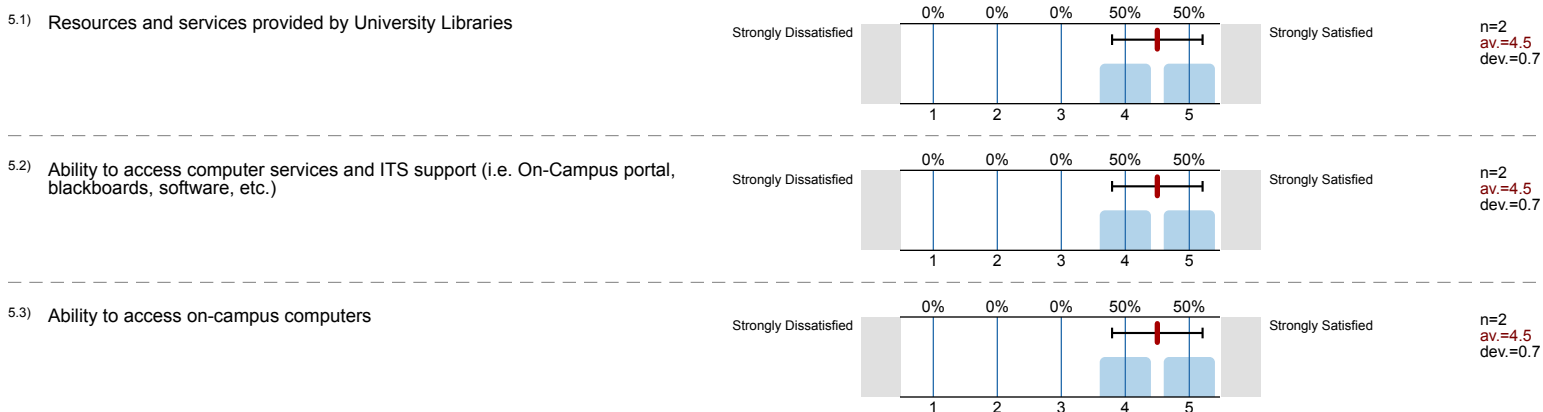 5.1) Resources and services provided by University Libraries
0% 0% 0% 50% 50%
Strongly Dissatisfied
Strongly Satisfied
n=2
av.=4.5
dev.=0.7
1 2 3 4 5
5.2) Ability to access computer services and ITS support (i.e. On-Campus portal,
blackboards, software, etc.)
0% 0% 0% 50% 50%
Strongly Dissatisfied
Strongly Satisfied
n=2
av.=4.5
dev.=0.7
1 2 3 4 5
5.3) Ability to access on-campus computers
0% 0% 0% 50% 50%
Strongly Dissatisfied
Strongly Satisfied
n=2
av.=4.5
dev.=0.7
1 2 3 4 5